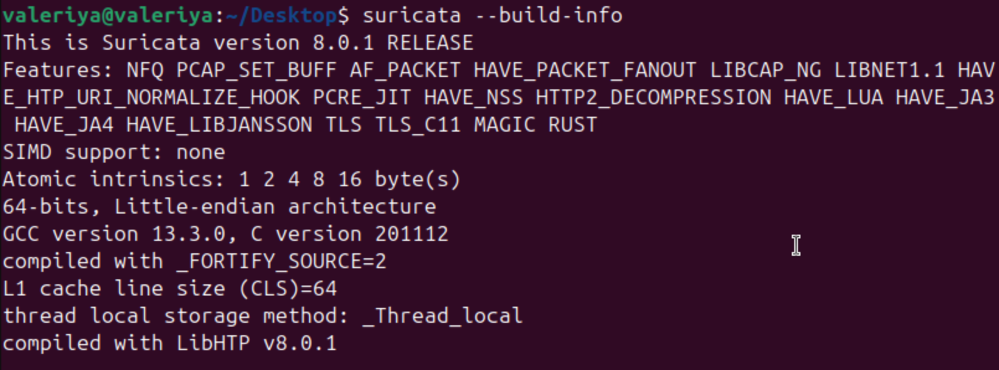 valeriya@valeriya:~/Desktop$ suricata --build-info
This is Suricata version 8.0.1 RELEASE
Features: NFQ PCAP_SET_BUFF AF_PACKET HAVE_PACKET_FANOUT LIBCAP_NG LIBNET1.1 HAV
E_HTP_URI_NORMALIZE_HOOK PCRE_JIT HAVE_NSS HTTP2_DECOMPRESSION HAVE_LUA HAVE_JA3
 HAVE_JA4 HAVE_LIBJANSSON TLS TLS_C11 MAGIC RUST
SIMD support: none
Atomic intrinsics: 1 2 4 8 16 byte(s)
64-bits, Little-endian architecture
GCC version 13.3.0, C version 201112
compiled with _FORTIFY_SOURCE=2
L1 cache line size (CLS)=64
thread local storage method: _Thread_local
compiled with LibHTP v8.0.1